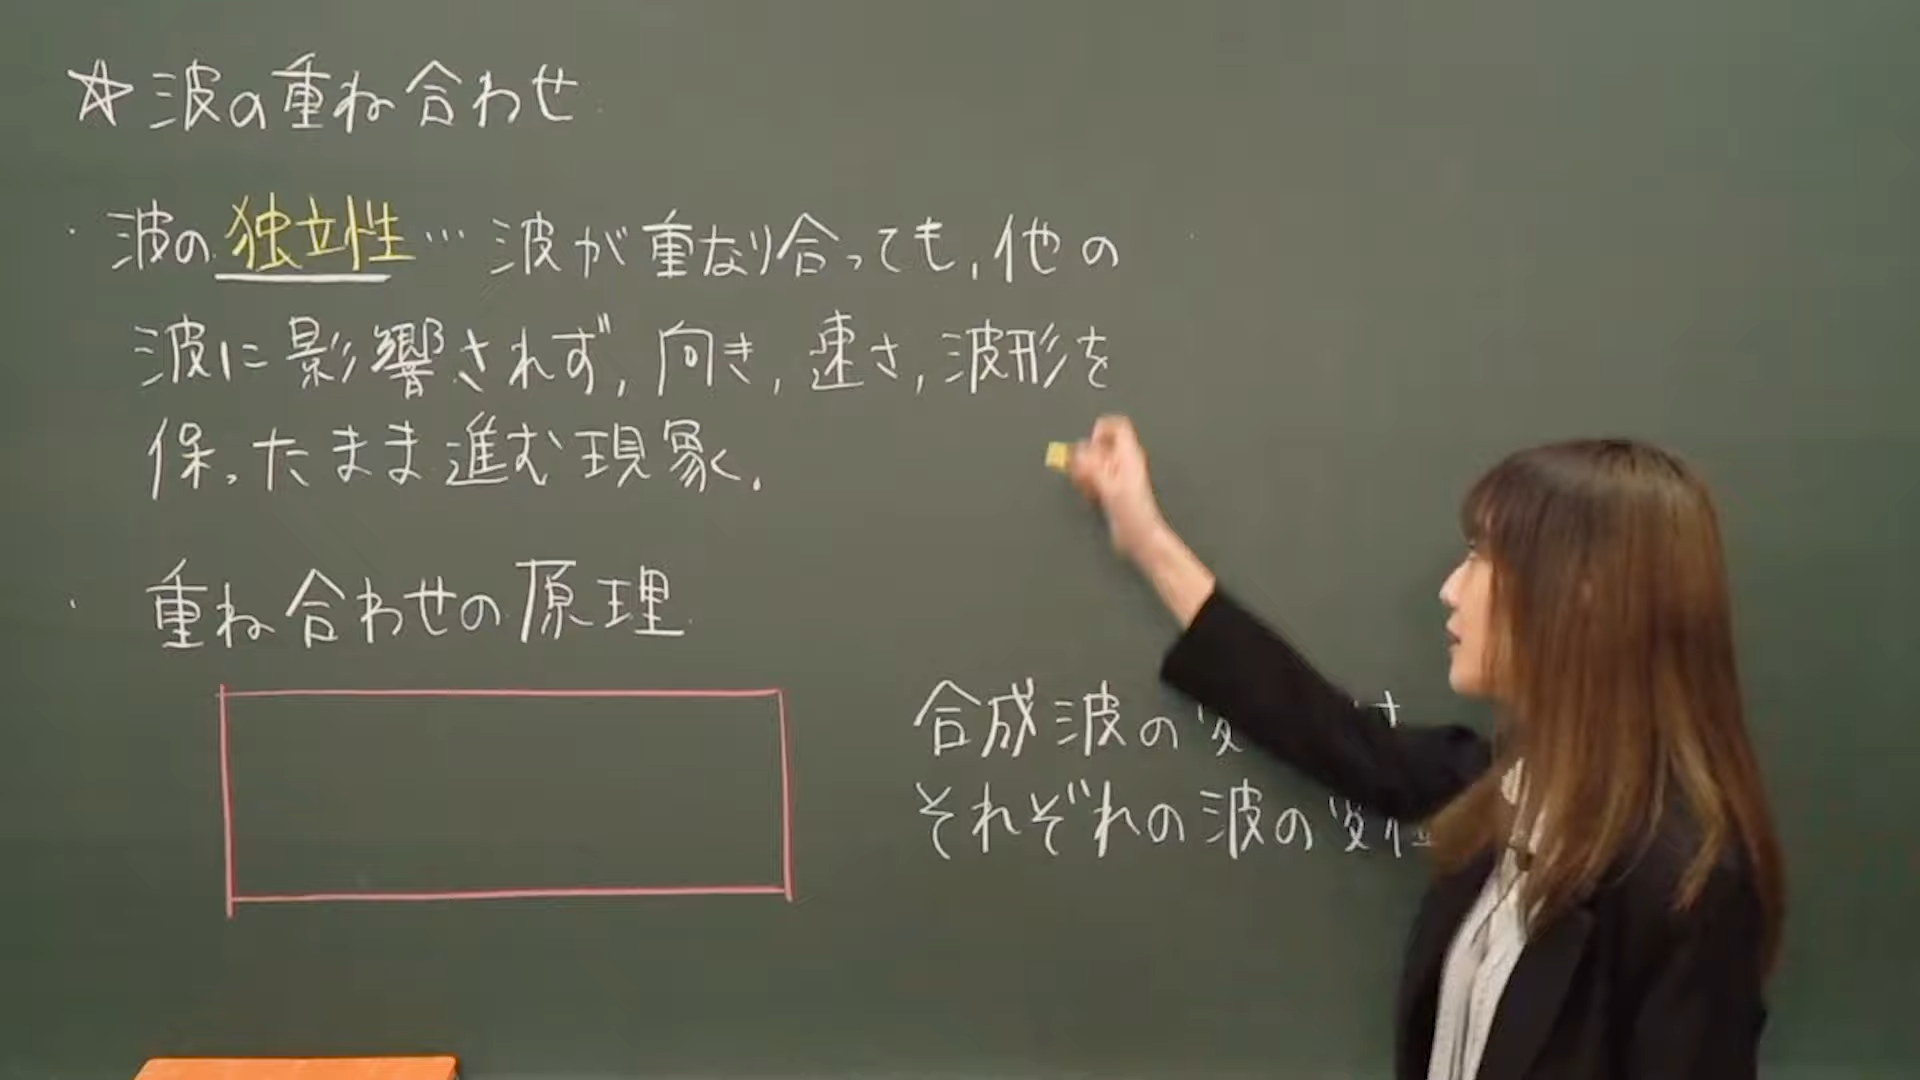 ☆波の重ね合わせ
・波の独立性…波が重なり合っても,他の
波に影響されず,向き,速さ,波形を
保ったまま進む現象.
・重ね合わせの原理
合成波の
それぞれの波の変位